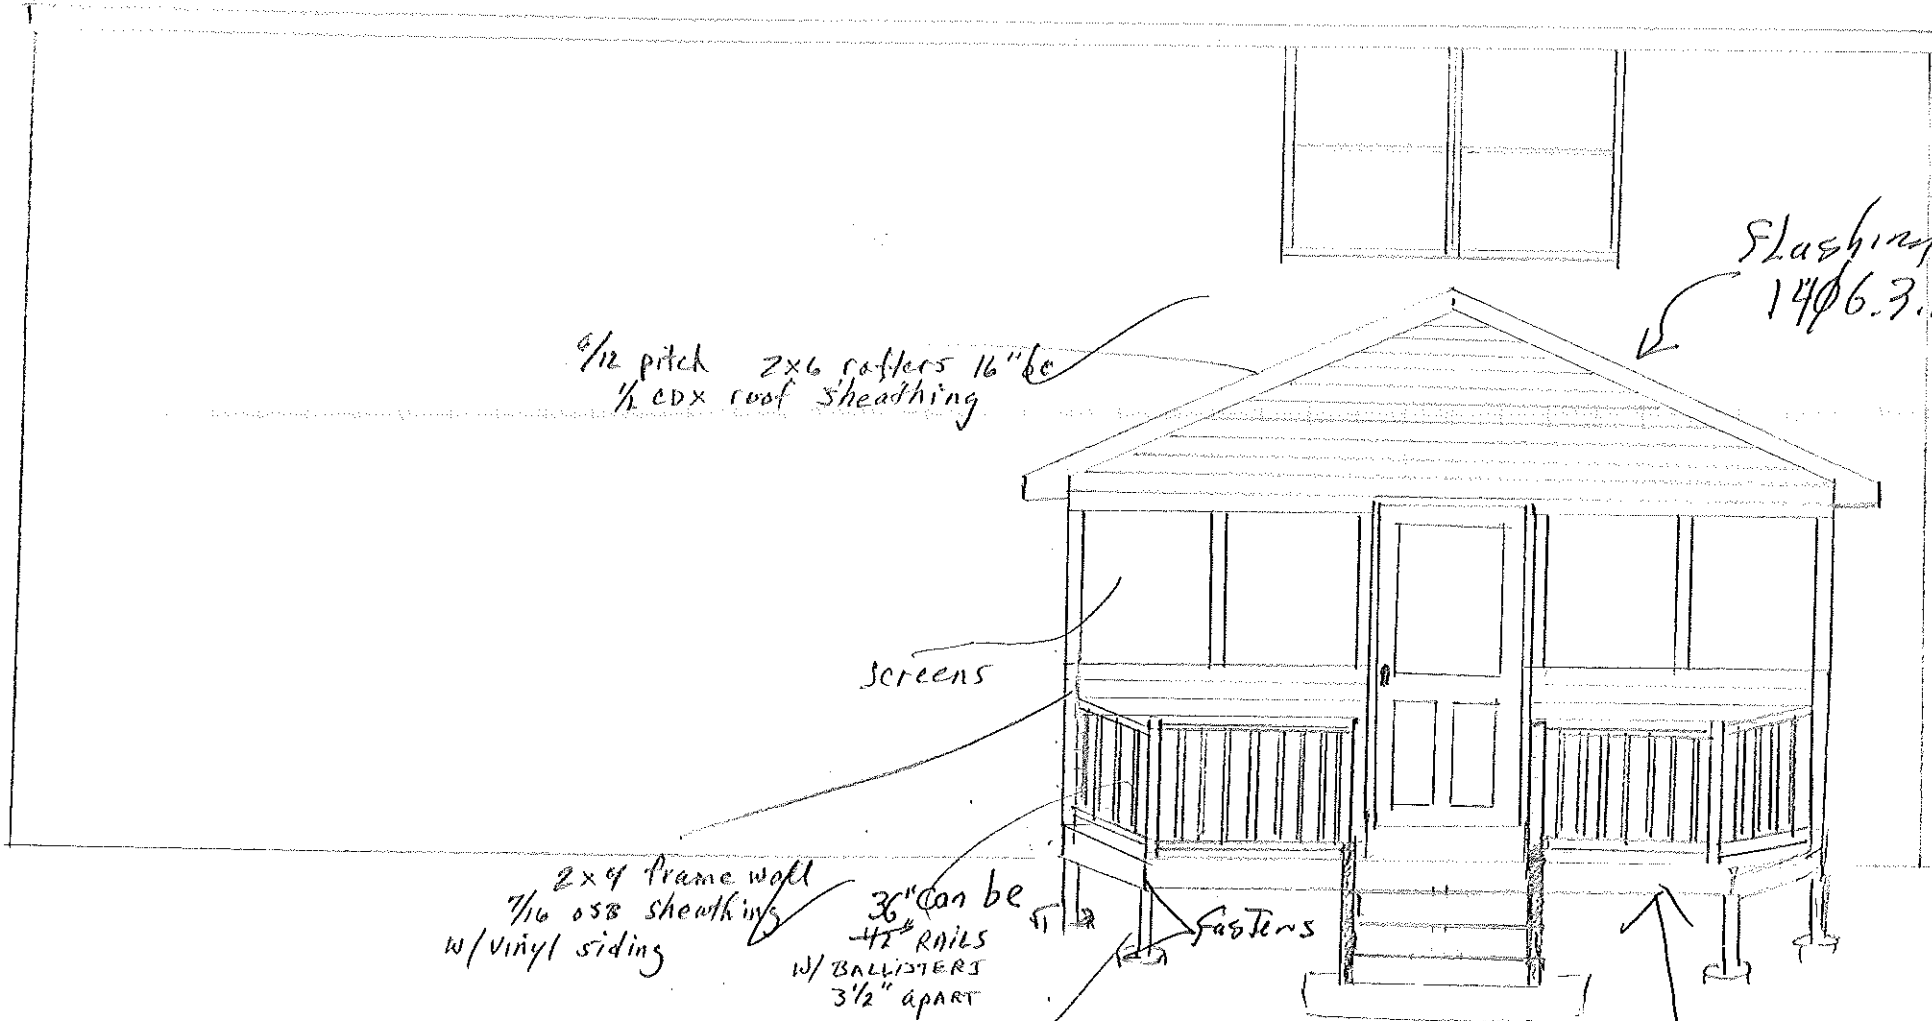 Flashing
1406.3.
6/12 pitch 2x6 rafters 16"
1/2 CDX roof sheathing
screens
2x4 frame wall
7/16 OSB sheathing
w/ vinyl siding
36" can be
42" RAILS
W/ BALLISTERS
3 1/2" APART
fasTens